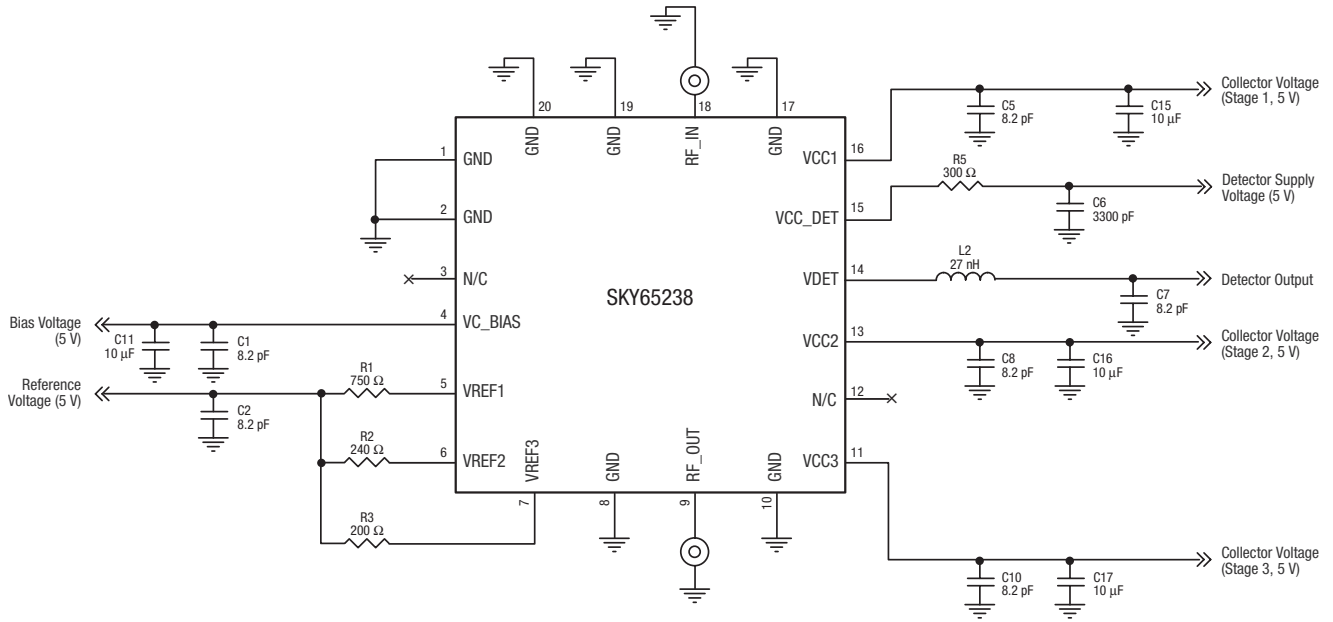 20
19
18
17
GND
GND
RF_IN
GND
1
GND
2
GND
3
N/C
4
VC_BIAS
5
VREF1
6
VREF2
7
VREF3
8
GND
9
RF_OUT
10
GND
11
VCC3
12
N/C
13
VCC2
14
VDET
15
VCC_DET
16
VCC1
SKY65238
Bias Voltage
(5 V)
C11
10 µF
C1
8.2 pF
Reference
Voltage (5 V)
C2
8.2 pF
R1
750 Ω
R2
240 Ω
R3
200 Ω
C5
8.2 pF
C15
10 µF
Collector Voltage
(Stage 1, 5 V)
R5
300 Ω
C6
3300 pF
Detector Supply
Voltage (5 V)
L2
27 nH
C7
8.2 pF
Detector Output
C8
8.2 pF
C16
10 µF
Collector Voltage
(Stage 2, 5 V)
C10
8.2 pF
C17
10 µF
Collector Voltage
(Stage 3, 5 V)